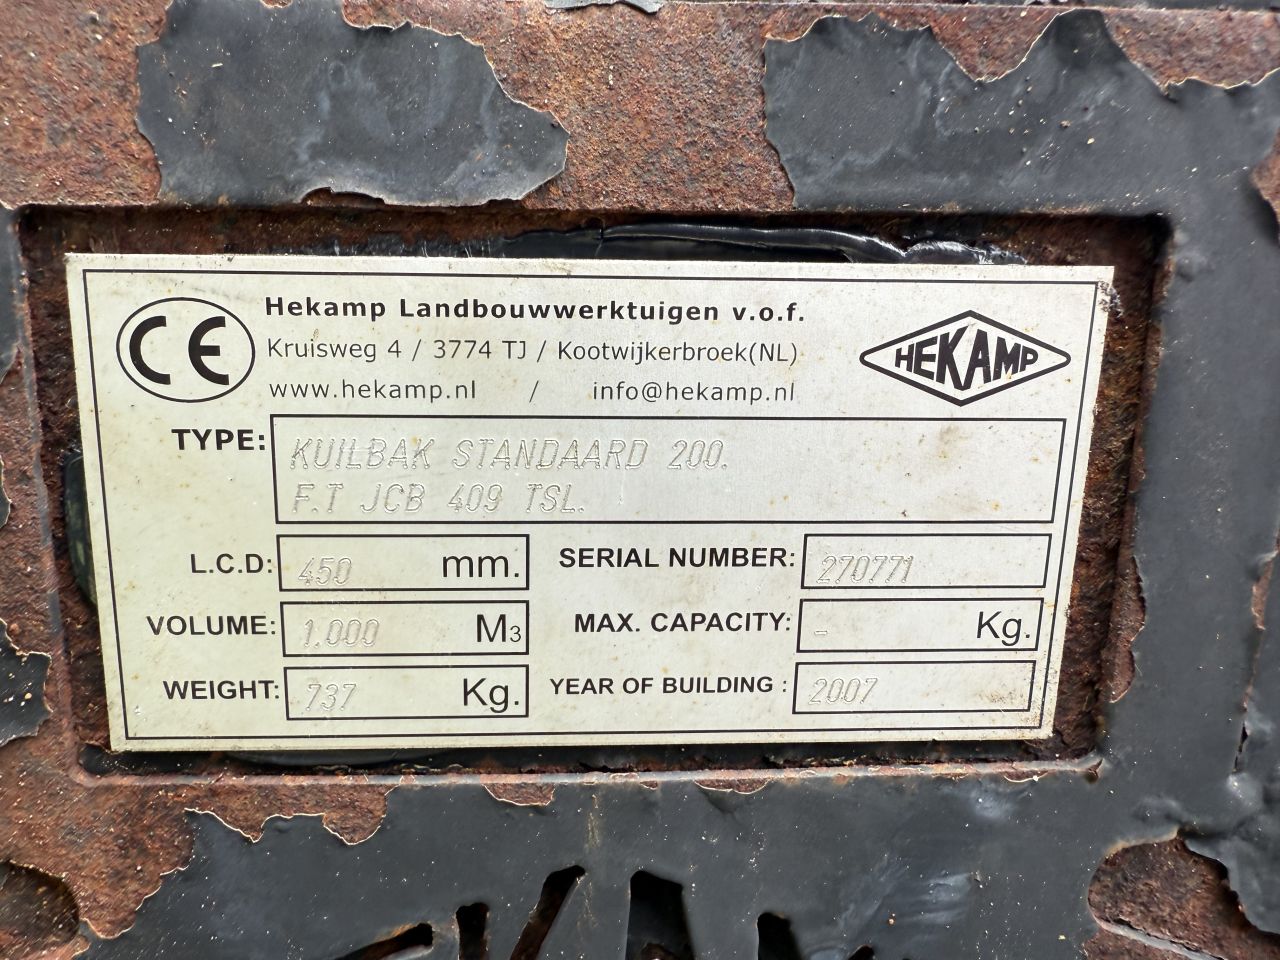 CE
Hekamp Landbouwwerktuigen v.o.f.
Kruisweg 4 / 3774 TJ / Kootwijkerbroek(NL)
www.hekamp.nl / info@hekamp.nl
HEKAMP
TYPE: KUILBAK STANDAARD 200.
F.T JCB 409 TSL.
L.C.D: 450 mm. SERIAL NUMBER: 270771
VOLUME: 1.000 M3 MAX. CAPACITY: - Kg.
WEIGHT: 737 Kg. YEAR OF BUILDING : 2007